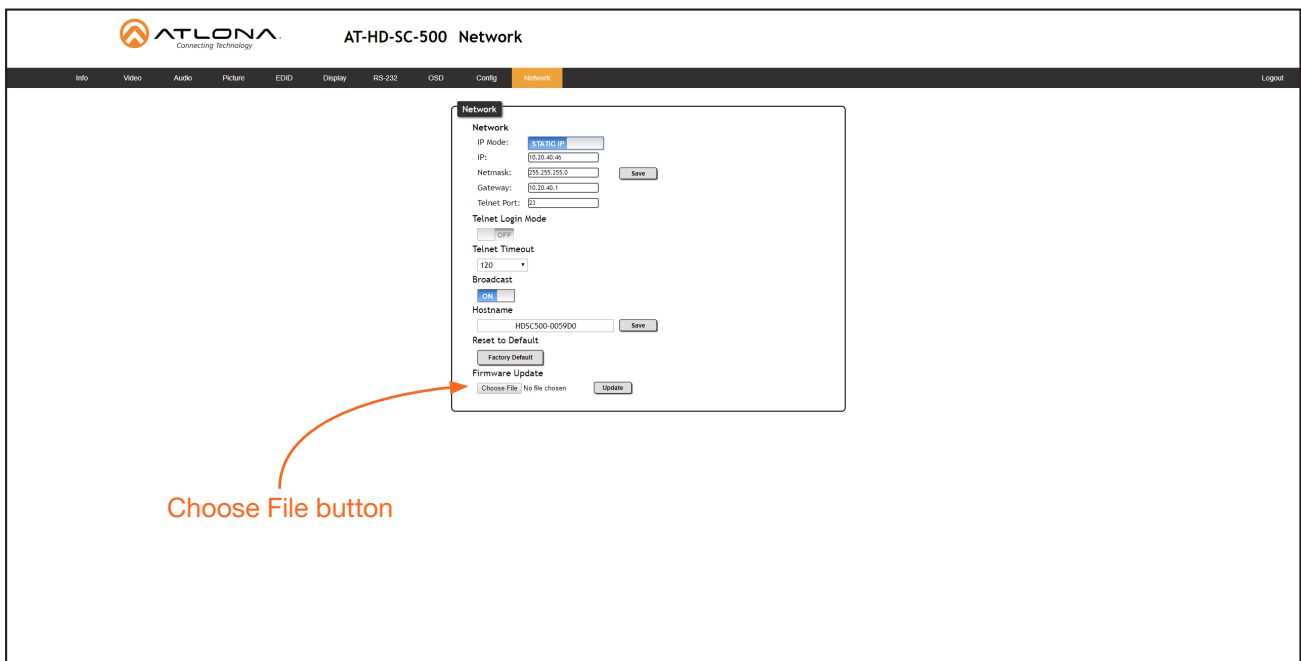 ATLONA.
Connecting Technology
AT-HD-SC-500 Network
Info Video Audio Picture EDID Display RS-232 OSD Config Network Logout
Network
Network
IP Mode: STATIC IP
IP: 10.20.40.46
Netmask: 255.255.255.0 Save
Gateway: 10.20.40.1
Telnet Port: 23
Telnet Login Mode
OFF
Telnet Timeout
120
Broadcast
ON
Hostname
HDSC500-0059D0 Save
Reset to Default
Factory Default
Firmware Update
Choose File No file chosen Update
Choose File button